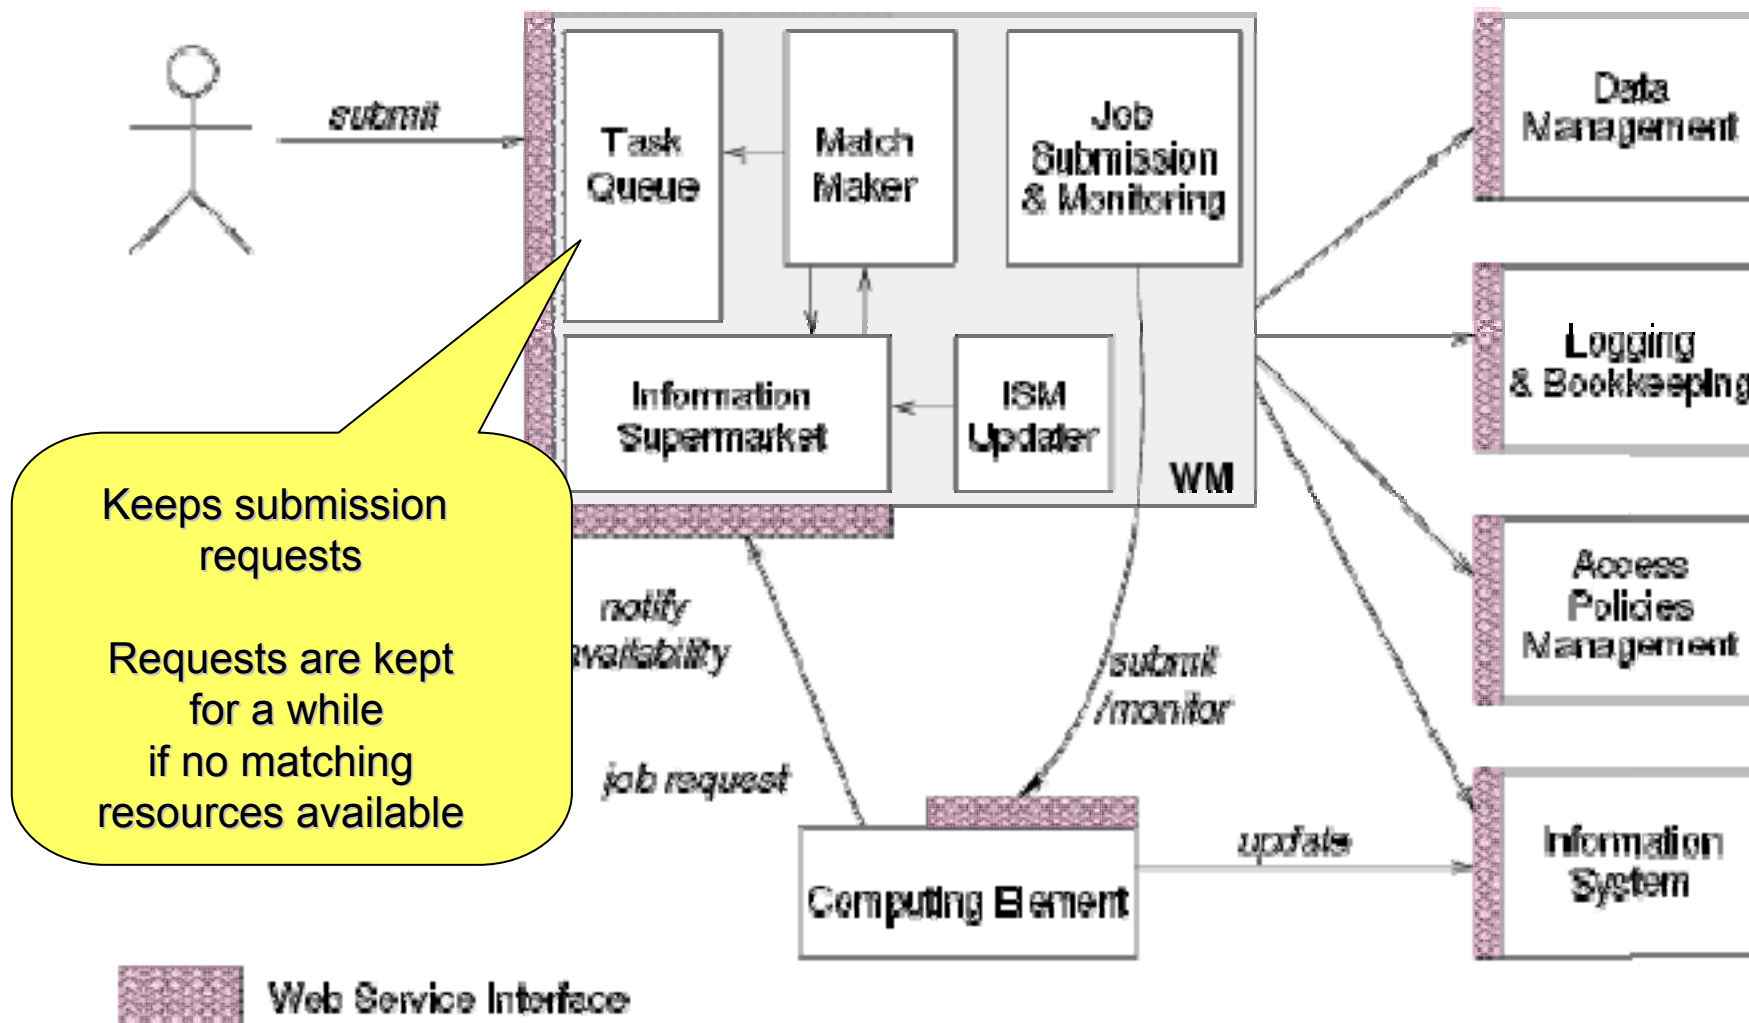 submit
Task
Queue
Match
Maker
Job
Submission
& Monitoring
Data
Management
Information
Supermarket
ISM
Updater
WM
Logging
& Bookkeeping
Keeps submission
requests
Requests are kept
for a while
if no matching
resources available
notify
availability
job request
submit
/monitor
Access
Policies
Management
Computing Element
update
Information
System
Web Service Interface